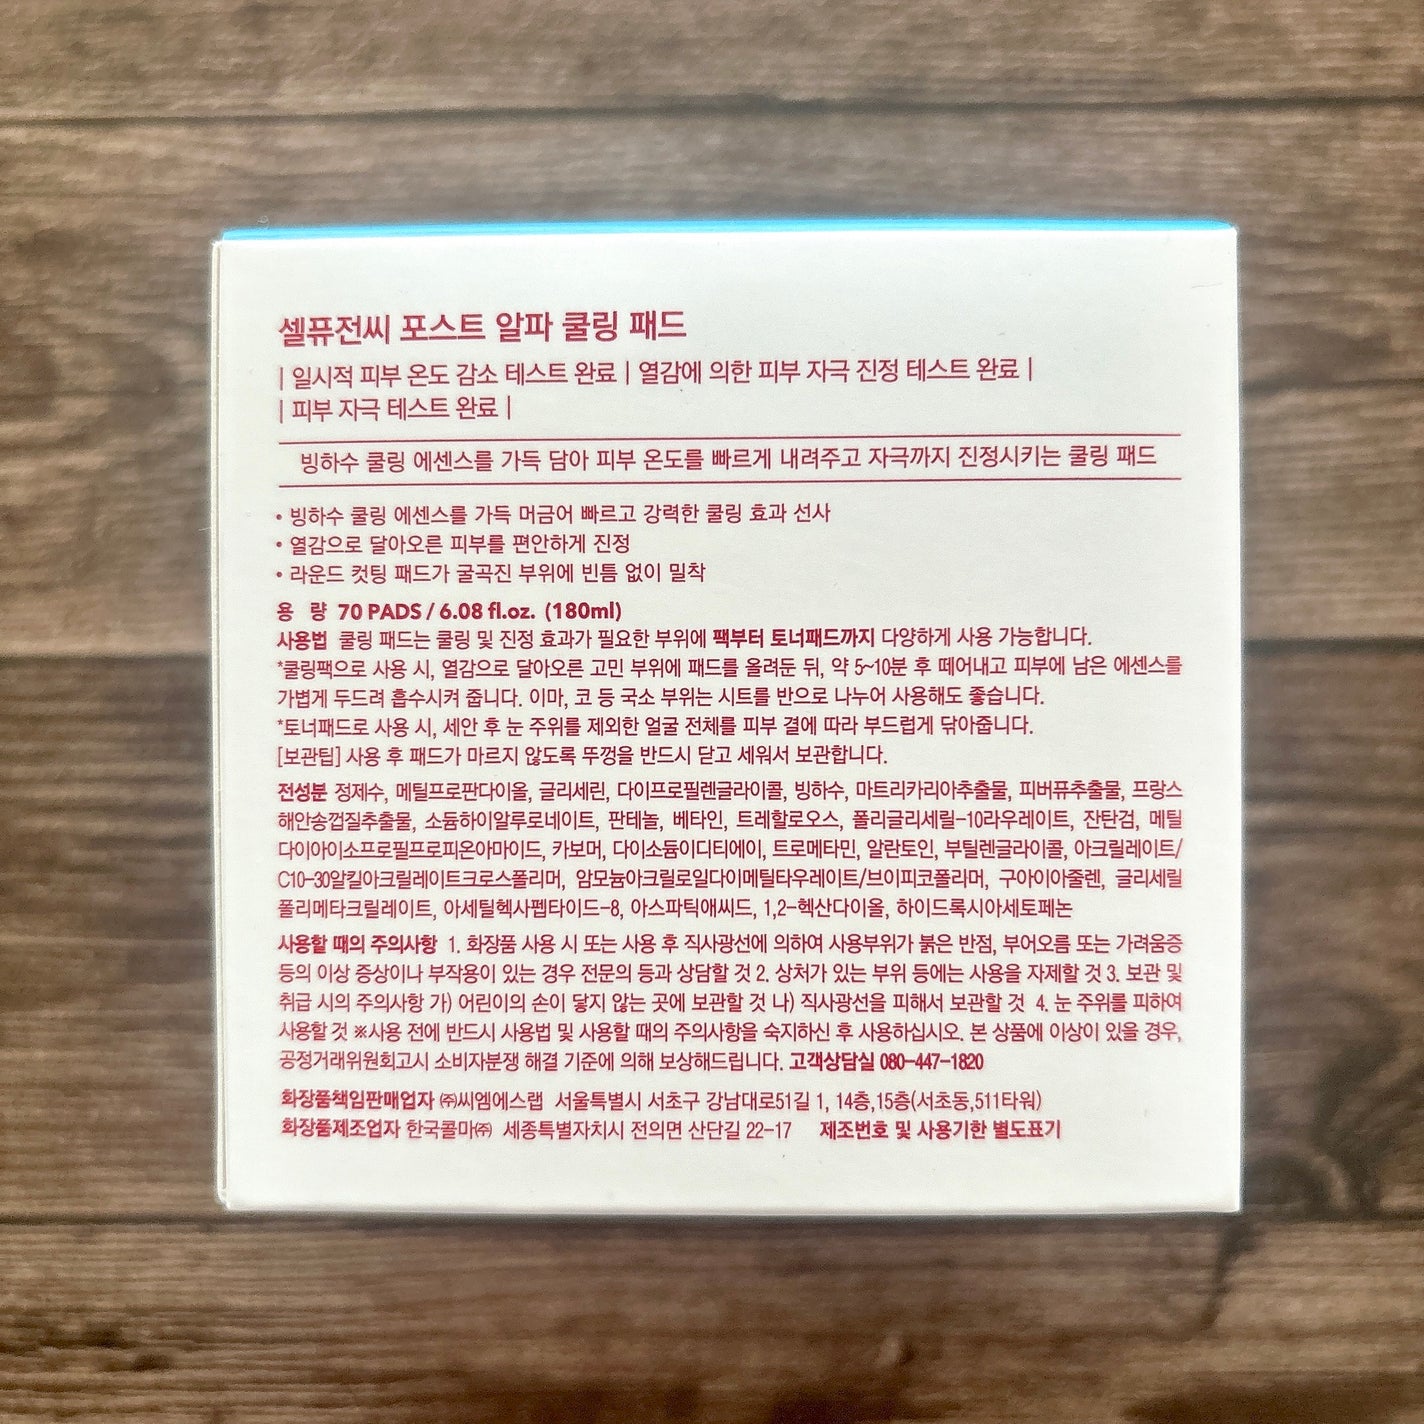 셀퓨전씨 포스트 알파 쿨링 패드
| 일시적 피부 온도 감소 테스트 완료 | 열감에 의한 피부 자극 진정 테스트 완료 |
| 피부 자극 테스트 완료 |
빙하수 쿨링 에센스를 가득 담아 피부 온도를 빠르게 내려주고 자극까지 진정시키는 쿨링 패드
• 빙하수 쿨링 에센스를 가득 머금어 빠르고 강력한 쿨링 효과 선사
• 열감으로 달아오른 피부를 편안하게 진정
• 라운드 컷팅 패드가 굴곡진 부위에 빈틈 없이 밀착
용 량 70 PADS / 6.08 fl.oz. (180ml)
사용법 쿨링 패드는 쿨링 및 진정 효과가 필요한 부위에 팩부터 토너패드까지 다양하게 사용 가능합니다.
*쿨링팩으로 사용 시, 열감으로 달아오른 고민 부위에 패드를 올려둔 뒤, 약 5~10분 후 떼어내고 피부에 남은 에센스를
가볍게 두드려 흡수시켜 줍니다. 이마, 코 등 국소 부위는 시트를 반으로 나누어 사용해도 좋습니다.
*토너패드로 사용 시, 세안 후 눈 주위를 제외한 얼굴 전체를 피부 결에 따라 부드럽게 닦아줍니다.
[보관팁] 사용 후 패드가 마르지 않도록 뚜껑을 반드시 닫고 세워서 보관합니다.
전성분 정제수, 메틸프로판다이올, 글리세린, 다이프로필렌글라이콜, 빙하수, 마트리카리아추출물, 피버퓨추출물, 프랑스
해안송껍질추출물, 소듐하이알루로네이트, 판테놀, 베타인, 트레할로오스, 폴리글리세릴-10라우레이트, 잔탄검, 메틸
다이아이소프로필프로피온아마이드, 카보머, 다이소듐이디티에이, 트로메타민, 알란토인, 부틸렌글라이콜, 아크릴레이트/
C10-30알킬아크릴레이트크로스폴리머, 암모늄아크릴로일다이메틸타우레이트/브이피코폴리머, 구아이아줄렌, 글리세릴
폴리메타크릴레이트, 아세틸헥사펩타이드-8, 아스파틱애씨드, 1,2-헥산다이올, 하이드록시아세토페논
사용할 때의 주의사항 1. 화장품 사용 시 또는 사용 후 직사광선에 의하여 사용부위가 붉은 반점, 부어오름 또는 가려움증
등의 이상 증상이나 부작용이 있는 경우 전문의 등과 상담할 것 2. 상처가 있는 부위 등에는 사용을 자제할 것 3. 보관 및
취급 시의 주의사항 가) 어린이의 손이 닿지 않는 곳에 보관할 것 나) 직사광선을 피해서 보관할 것 4. 눈 주위를 피하여
사용할 것 ※사용 전에 반드시 사용법 및 사용할 때의 주의사항을 숙지하신 후 사용하십시오. 본 상품에 이상이 있을 경우,
공정거래위원회고시 소비자분쟁 해결 기준에 의해 보상해드립니다. 고객상담실 080-447-1820
화장품책임판매업자 ㈜씨엠에스랩 서울특별시 서초구 강남대로51길 1, 14층,15층(서초동,511타워)
화장품제조업자 한국콜마㈜ 세종특별자치시 전의면 산단길 22-17 제조번호 및 사용기한 별도표기